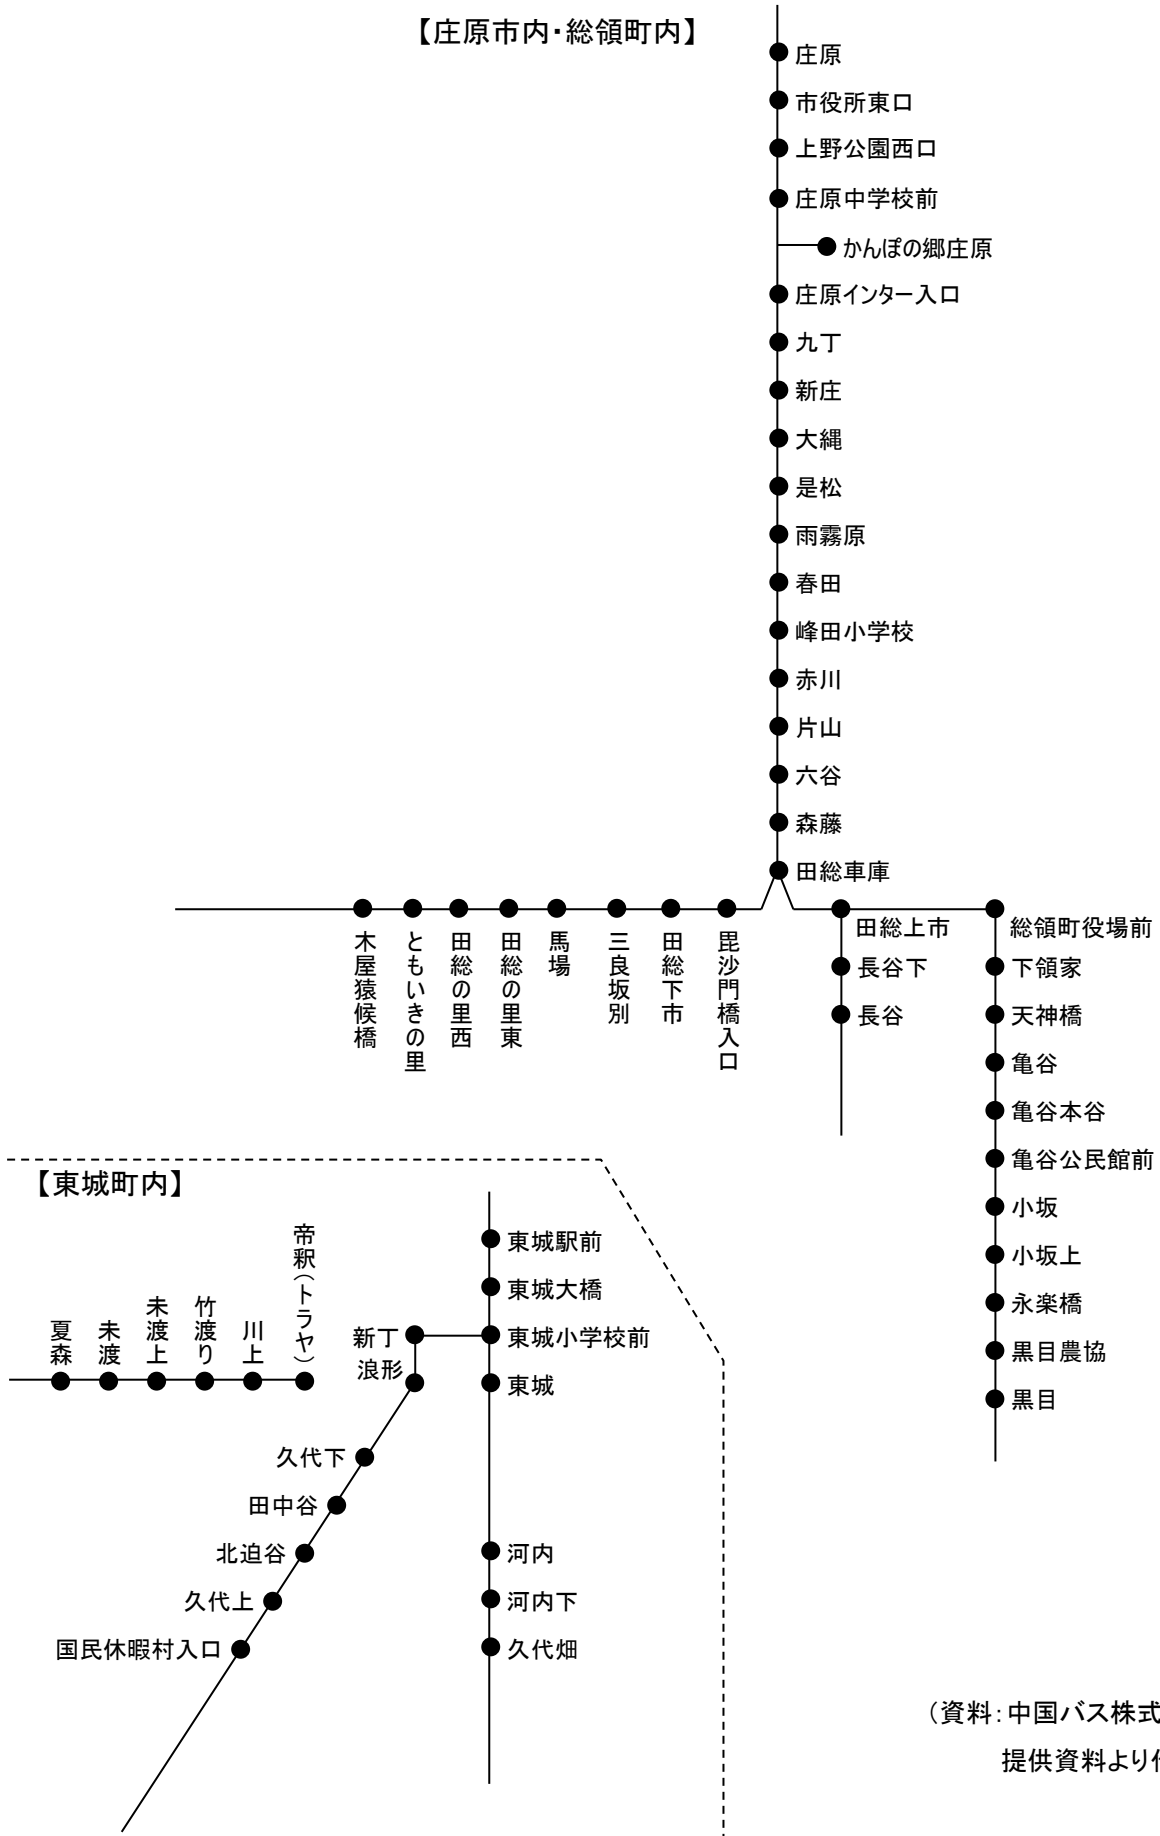 【庄原市内・総領町内】
庄原
市役所東口
上野公園西口
庄原中学校前
かんぽの郷庄原
庄原インター入口
九丁
新庄
大縄
是松
雨霧原
春田
峰田小学校
赤川
片山
六谷
森藤
田総車庫
木屋猿候橋
ともいきの里
田総の里西
田総の里東
馬場
三良坂別
田総下市
毘沙門橋入口
田総上市
長谷下
長谷
総領町役場前
下領家
天神橋
亀谷
亀谷本谷
亀谷公民館前
小坂
小坂上
永楽橋
黒目農協
黒目
【東城町内】
夏森
未渡
未渡上
竹渡り
川上
帝釈(トラヤ)
新丁
浪形
久代下
田中谷
北迫谷
久代上
国民休暇村入口
東城駅前
東城大橋
東城小学校前
東城
河内
河内下
久代畑
（資料：中国バス株式
提供資料より